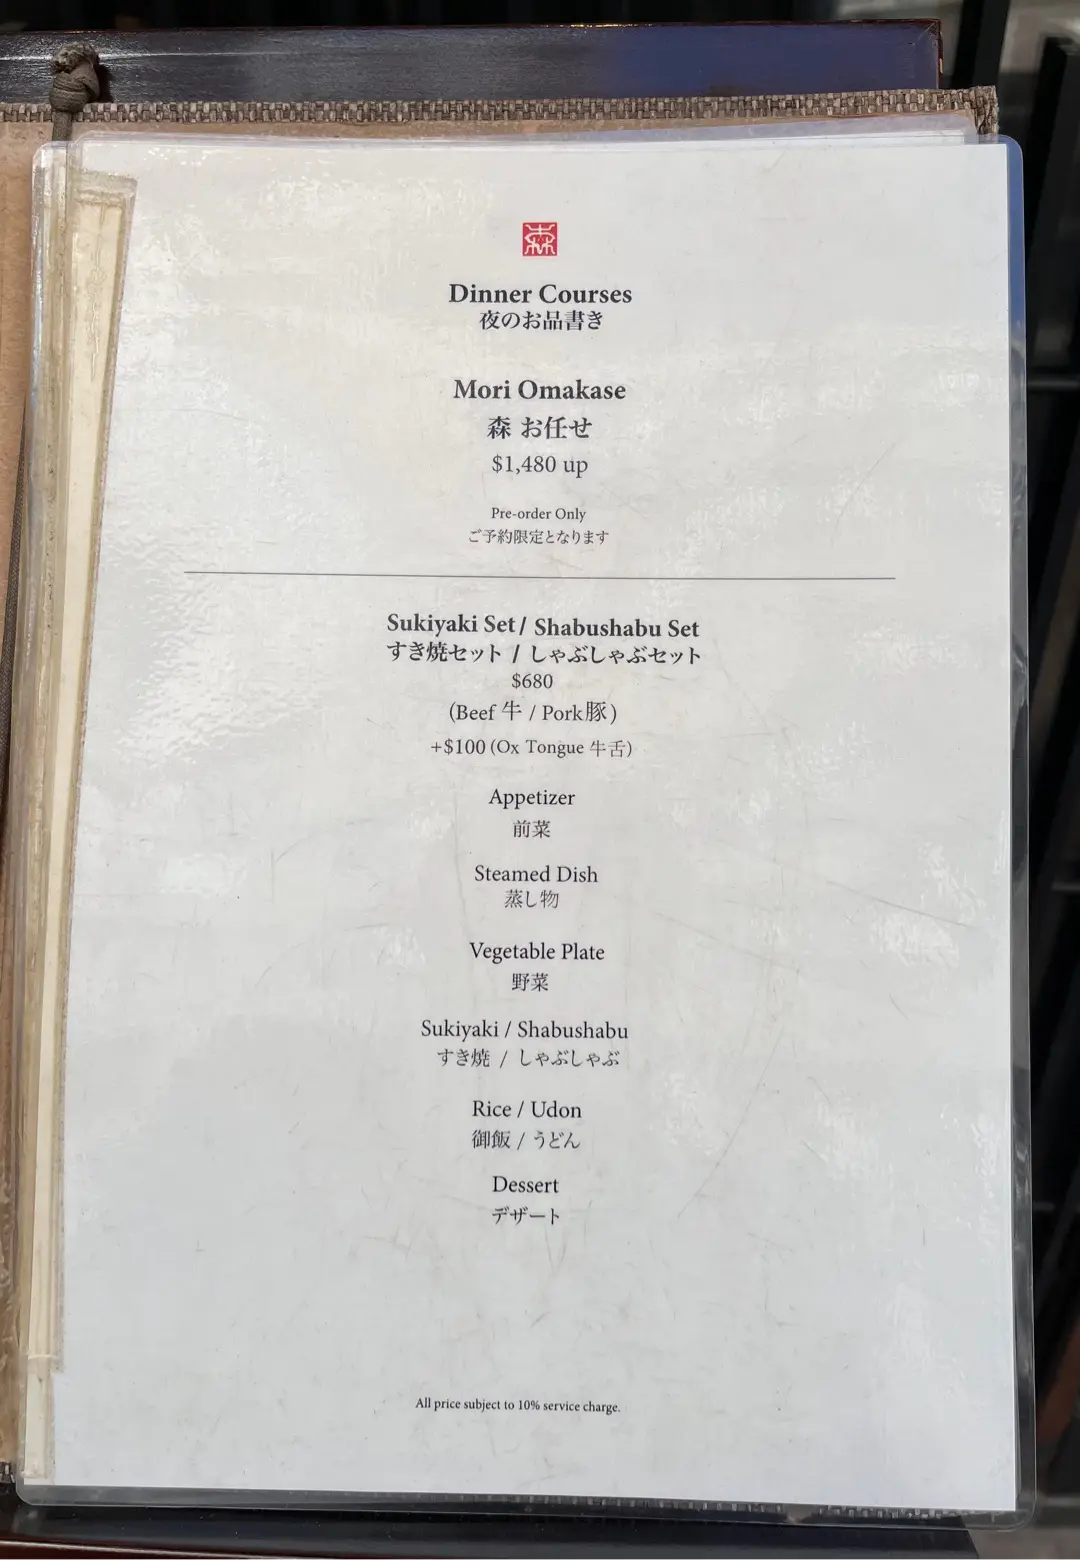 森
Dinner Courses
夜のお品書き
Mori Omakase
森 お任せ
$1,480 up
Pre-order Only
ご予約限定となります
Sukiyaki Set / Shabushabu Set
すき焼セット / しゃぶしゃぶセット
$680
(Beef 牛 / Pork豚)
+$100 (Ox Tongue 牛舌)
Appetizer
前菜
Steamed Dish
蒸し物
Vegetable Plate
野菜
Sukiyaki / Shabushabu
すき焼 / しゃぶしゃぶ
Rice / Udon
御飯 / うどん
Dessert
デザート
All price subject to 10% service charge.